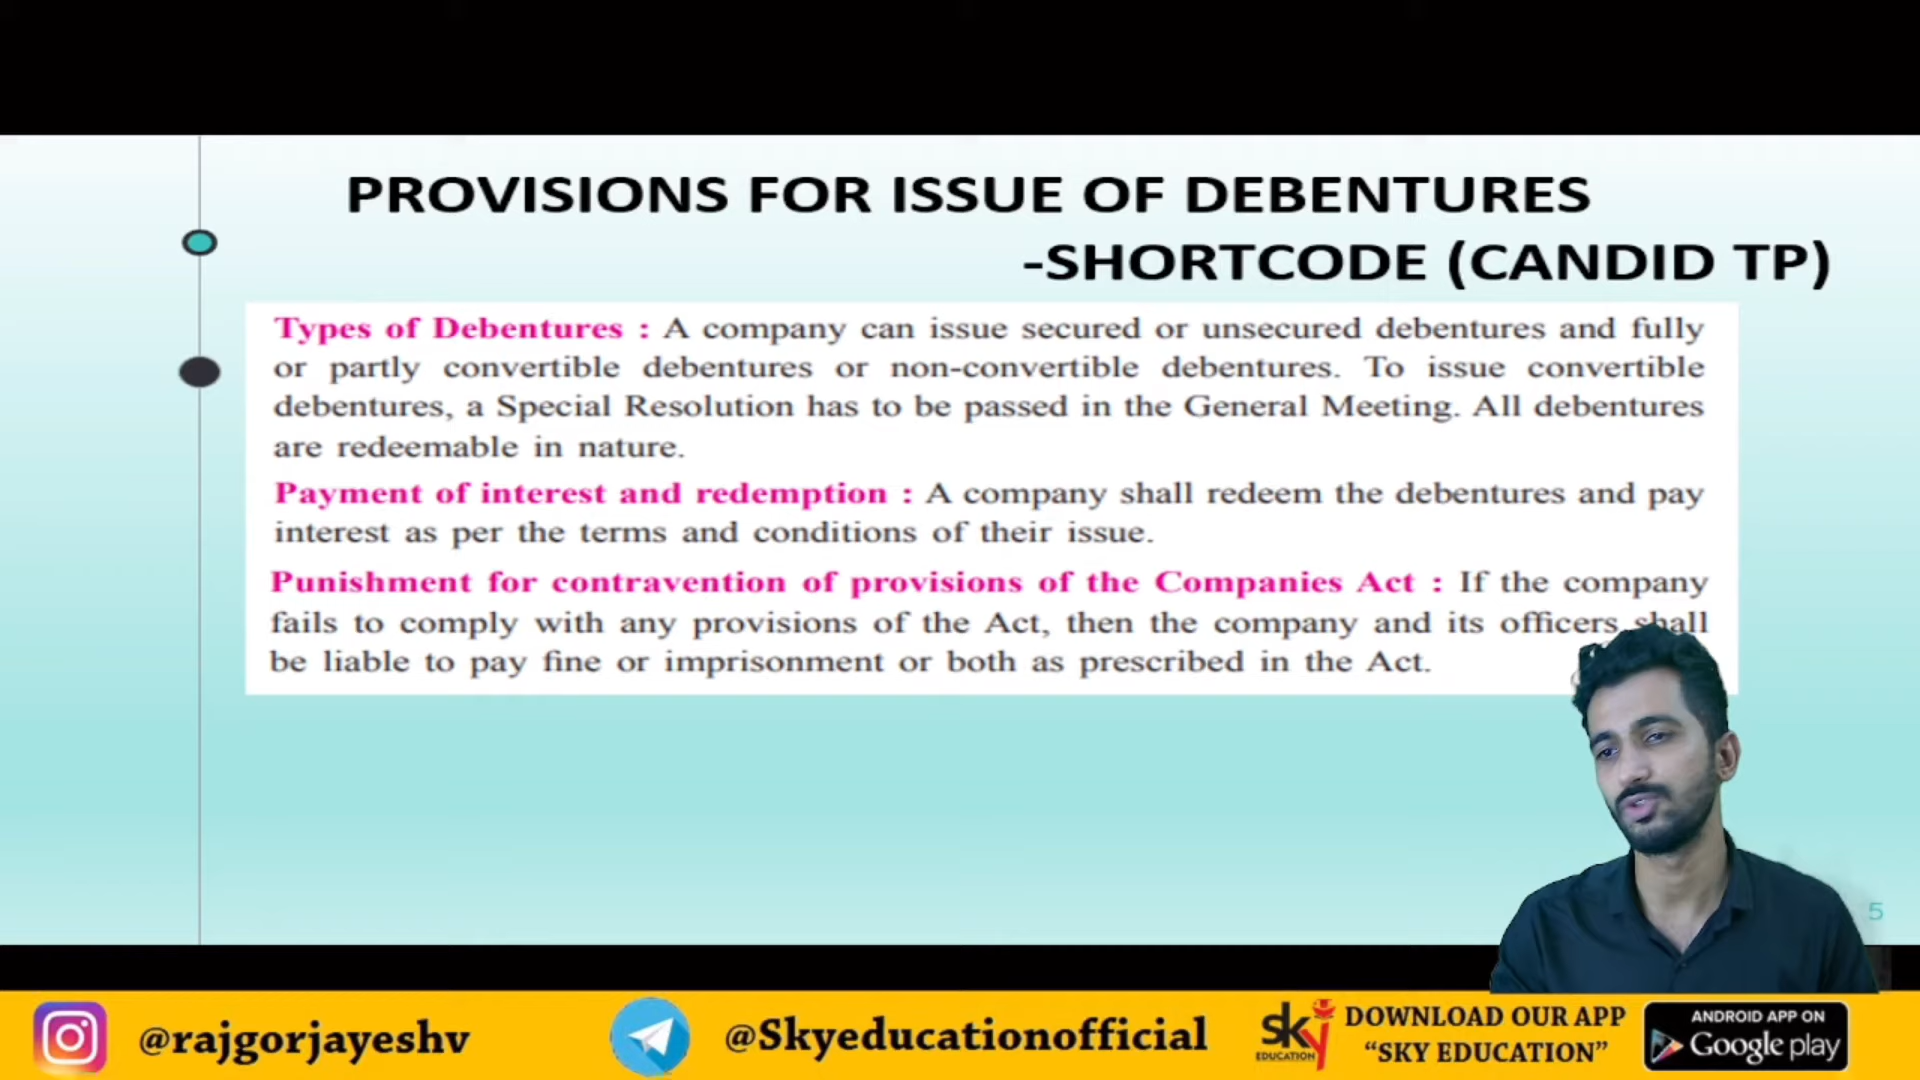 PROVISIONS FOR ISSUE OF DEBENTURES
-SHORTCODE (CANDID TP)
Types of Debentures : A company can issue secured or unsecured debentures and fully
or partly convertible debentures or non-convertible debentures. To issue convertible
debentures, a Special Resolution has to be passed in the General Meeting. All debentures
are redeemable in nature.
Payment of interest and redemption : A company shall redeem the debentures and pay
interest as per the terms and conditions of their issue.
Punishment for contravention of provisions of the Companies Act : If the company
fails to comply with any provisions of the Act, then the company and its officers shall
be liable to pay fine or imprisonment or both as prescribed in the Act.
5
@rajgorjayeshv
@Skyeducationofficial
sky
EDUCATION
DOWNLOAD OUR APP
“SKY EDUCATION”
ANDROID APP ON
Google play